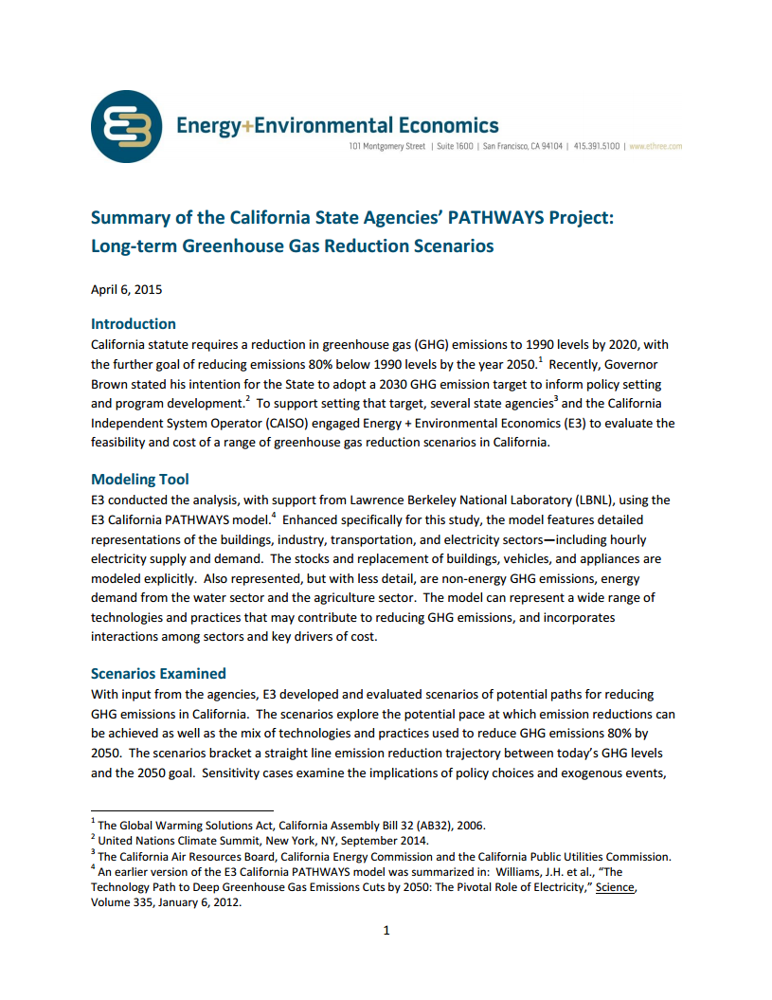 Energy+Environmental Economics
101 Montgomery Street | Suite 1600 | San Francisco, CA 94104 | 415.391.5100 | www.ethree.com
Summary of the California State Agencies’ PATHWAYS Project:
Long-term Greenhouse Gas Reduction Scenarios
April 6, 2015
Introduction
California statute requires a reduction in greenhouse gas (GHG) emissions to 1990 levels by 2020, with
the further goal of reducing emissions 80% below 1990 levels by the year 2050.1 Recently, Governor
Brown stated his intention for the State to adopt a 2030 GHG emission target to inform policy setting
and program development.2 To support setting that target, several state agencies3 and the California
Independent System Operator (CAISO) engaged Energy + Environmental Economics (E3) to evaluate the
feasibility and cost of a range of greenhouse gas reduction scenarios in California.
Modeling Tool
E3 conducted the analysis, with support from Lawrence Berkeley National Laboratory (LBNL), using the
E3 California PATHWAYS model.4 Enhanced specifically for this study, the model features detailed
representations of the buildings, industry, transportation, and electricity sectors—including hourly
electricity supply and demand. The stocks and replacement of buildings, vehicles, and appliances are
modeled explicitly. Also represented, but with less detail, are non-energy GHG emissions, energy
demand from the water sector and the agriculture sector. The model can represent a wide range of
technologies and practices that may contribute to reducing GHG emissions, and incorporates
interactions among sectors and key drivers of cost.
Scenarios Examined
With input from the agencies, E3 developed and evaluated scenarios of potential paths for reducing
GHG emissions in California. The scenarios explore the potential pace at which emission reductions can
be achieved as well as the mix of technologies and practices used to reduce GHG emissions 80% by
2050. The scenarios bracket a straight line emission reduction trajectory between today’s GHG levels
and the 2050 goal. Sensitivity cases examine the implications of policy choices and exogenous events,
1 The Global Warming Solutions Act, California Assembly Bill 32 (AB32), 2006.
2 United Nations Climate Summit, New York, NY, September 2014.
3 The California Air Resources Board, California Energy Commission and the California Public Utilities Commission.
4 An earlier version of the E3 California PATHWAYS model was summarized in: Williams, J.H. et al., “The
Technology Path to Deep Greenhouse Gas Emissions Cuts by 2050: The Pivotal Role of Electricity,” Science,
Volume 335, January 6, 2012.
1